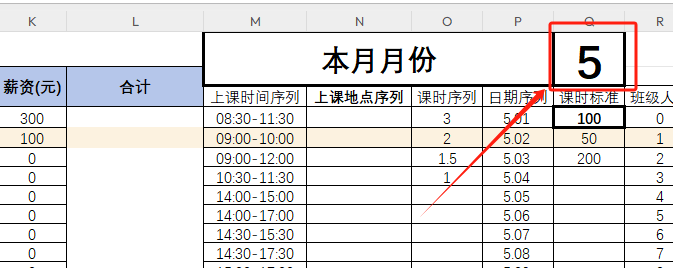 K L M N O P Q R
本月月份 5
薪资(元) 合计
上课时间序列 上课地点序列 课时序列 日期序列 课时标准 班级人
300 08:30-11:30 3 5.01 100 0
100 09:00-10:00 2 5.02 50 1
0 09:00-12:00 1.5 5.03 200 2
0 10:30-11:30 1 5.04 3
0 14:00-15:00 5.05 4
0 14:00-17:00 5.06 5
0 14:30-15:30 5.07 6
0 14:30-17:30 5.08 7